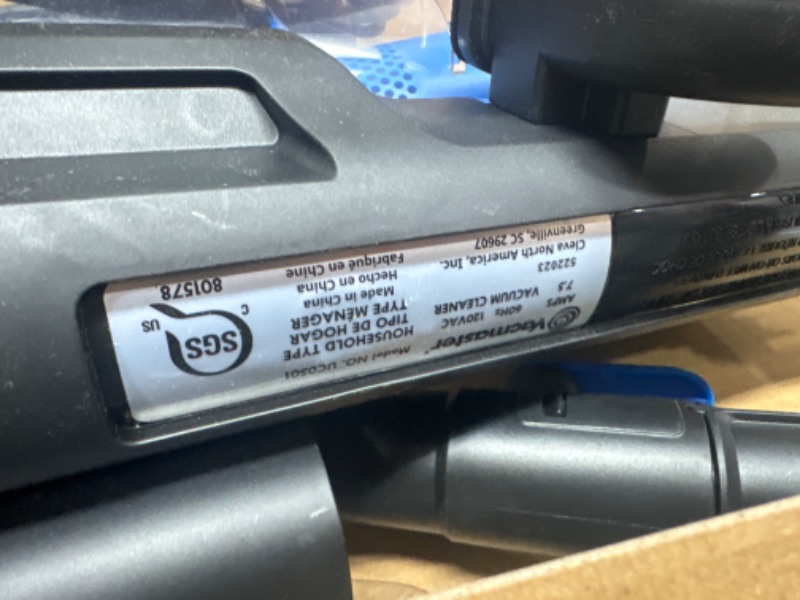 Vacmaster
Model No. UC0501
60Hz 120VAC
HOUSEHOLD TYPE
AMPS
7.5 VACUUM CLEANER
TIPO DE HOGAR
TYPE MÉNAGER
SGS
C US
522023
Made in China
Hecho en China
801578
Cleva North America, Inc.
Fabriqué en Chine
Greenville, SC 29607